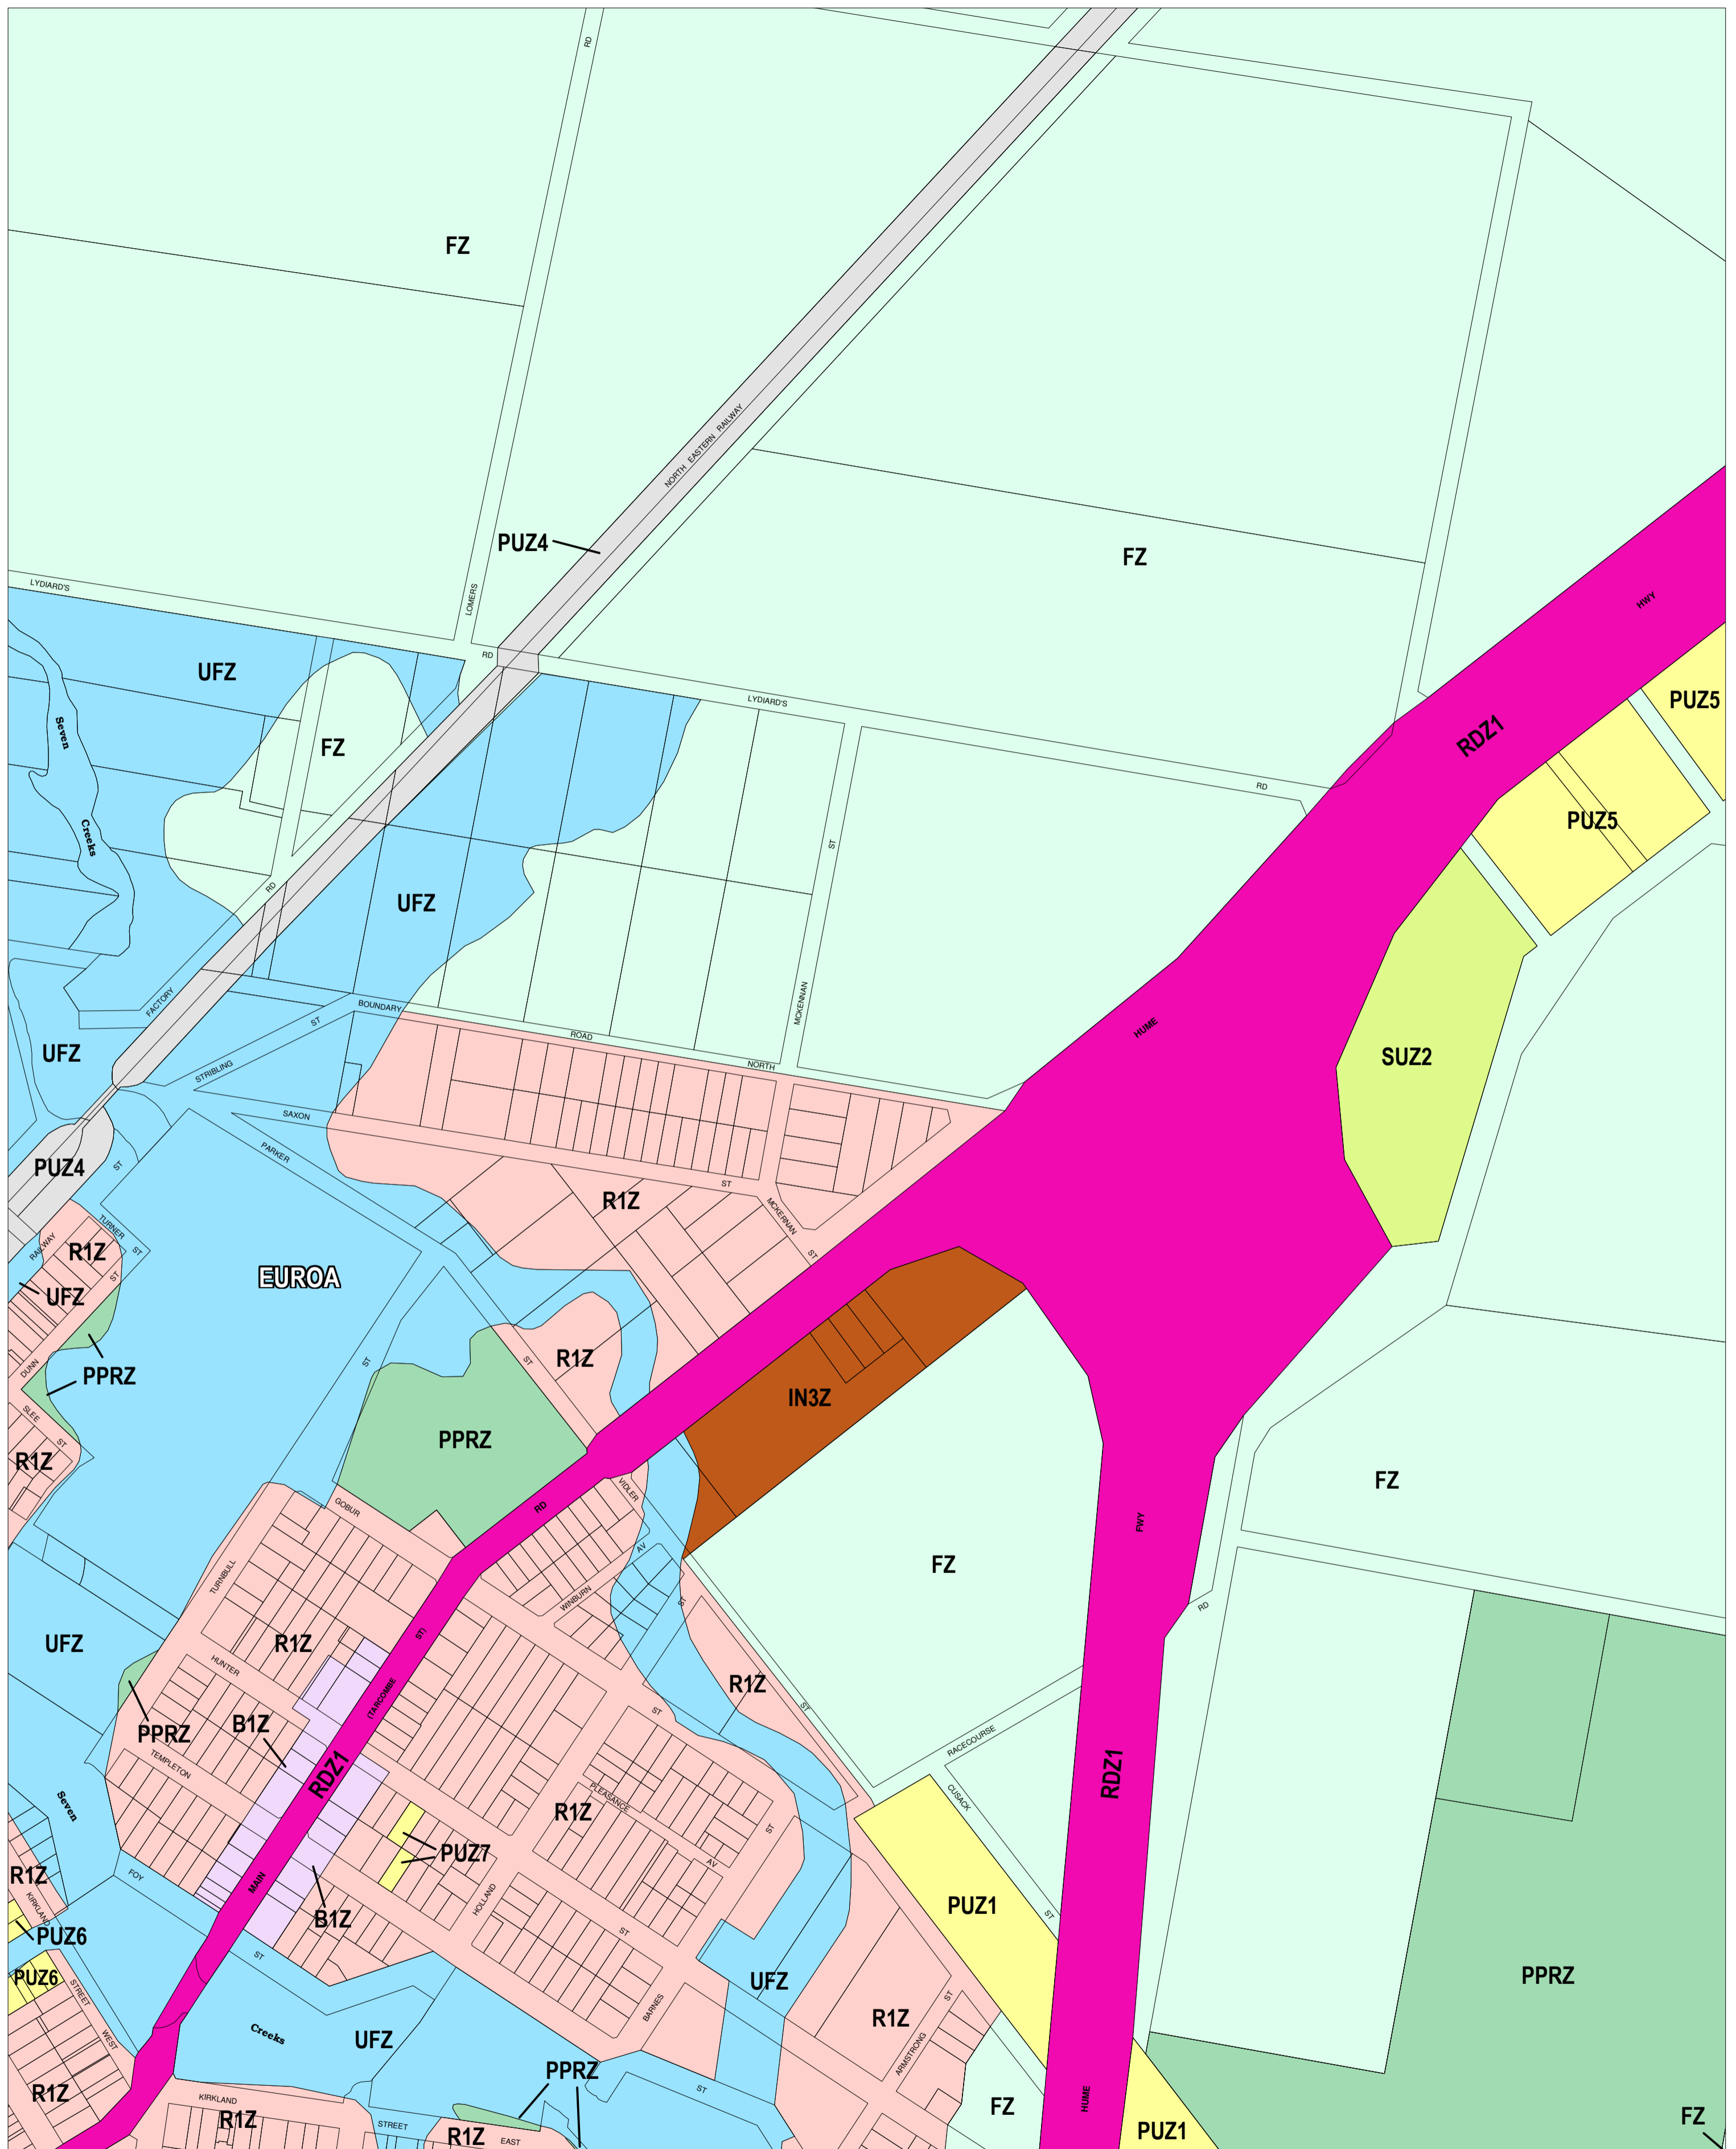 RD
FZ
NORTH EASTERN RAILWAY
PUZ4
FZ
LYDIARD'S
LOMERS
HWY
RD
UFZ
LYDIARD'S
PUZ5
Seven
FZ
RDZ1
RD
PUZ5
Creeks
ST
RD
UFZ
FACTORY
BOUNDARY
MCKENNAN
ST
HUME
ROAD
UFZ
SUZ2
NORTH
STRIBLING
SAXON
PARKER
PUZ4
ST
ST
R1Z
MCKERNAN
TURNER
RAILWAY
R1Z
ST
ST
ST
EUROA
UFZ
ST
ST
R1Z
DUNN
PPRZ
IN3Z
SLEE
ST
PPRZ
R1Z
FZ
VIDLER
GOBUR
RD
FWY
AV
TURNBULL
FZ
WINBURN
ST
RD
ST)
UFZ
R1Z
HUNTER
R1Z
(TARCOMBE
ST
ST
B1Z
PPRZ
RACECOURSE
TEMPLETON
RDZ1
RDZ1
PLEASANCE
CUSACK
Seven
R1Z
ST
PUZ7
AV
R1Z
FOY
MAIN
HOLLAND
PUZ1
KIRKLAND
B1Z
ST
ST
PUZ6
ST
PUZ6
UFZ
PPRZ
STREET
ST
BARNES
R1Z
Creeks
UFZ
WEST
ARMSTRONG
PPRZ
R1Z
ST
HUME
KIRKLAND
FZ
R1Z
STREET
FZ
R1Z
EAST
PUZ1